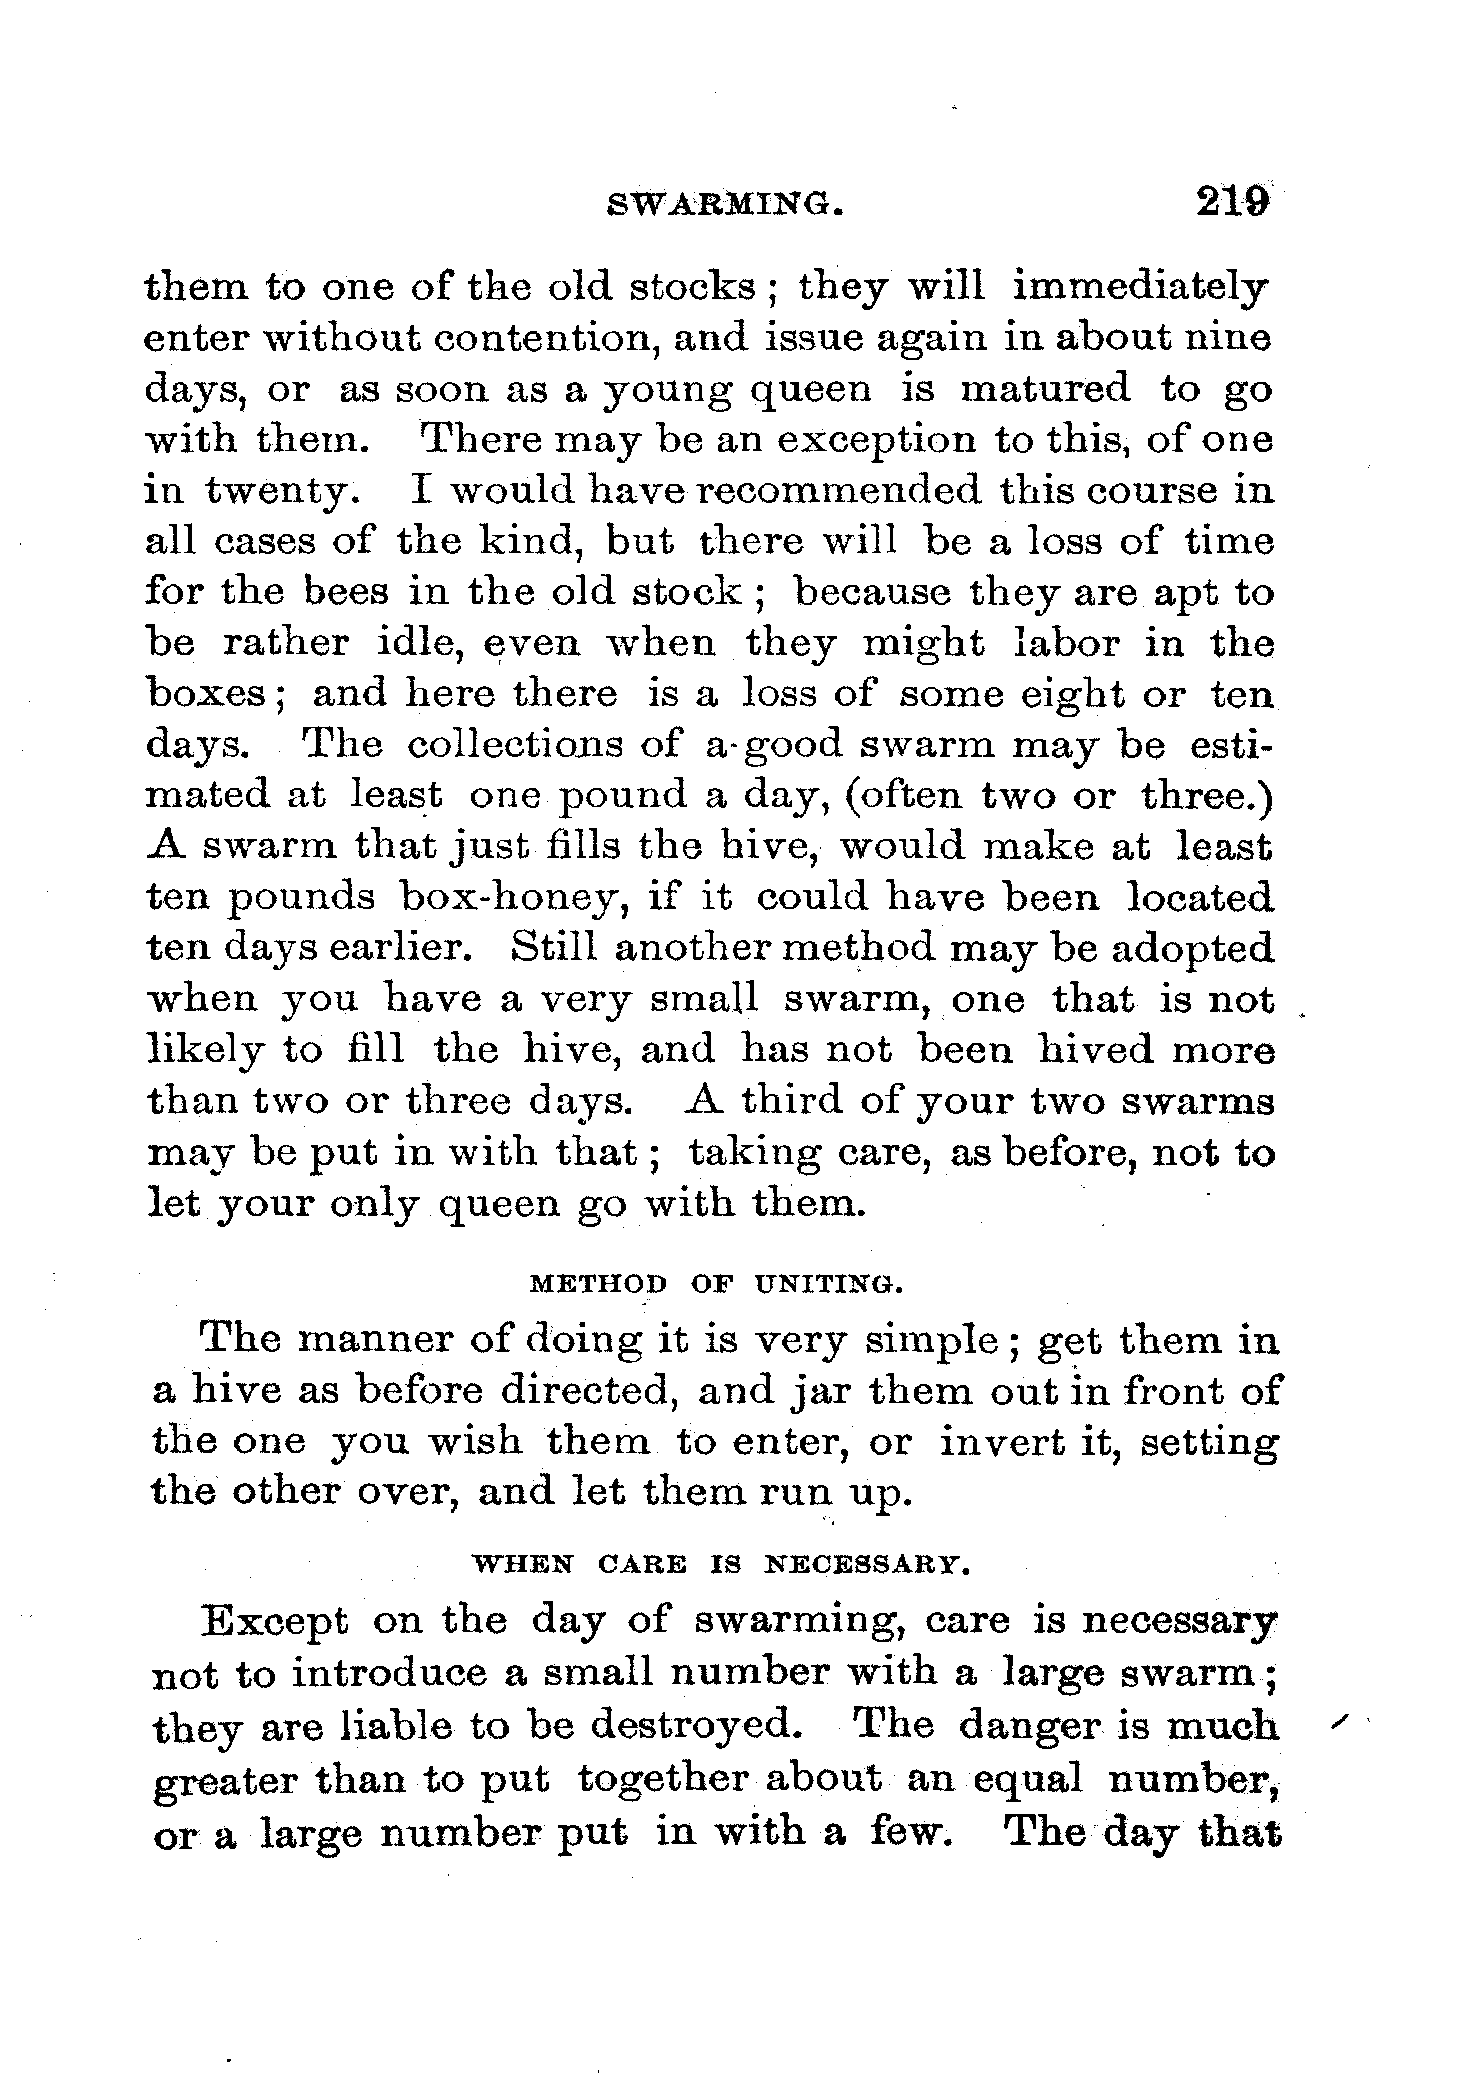 SWARMING. 219
them to one of the old stocks; they will immediately
enter without contention, and issue again in about nine
days, or as soon as a young queen is matured to go
with them. There may be an exception to this, of one
in twenty. I would have recommended this course in
all cases of the kind, but there will be a loss of time
for the bees in the old stock; because they are apt to
be rather idle, even when they might labor in the
boxes; and here there is a loss of some eight or ten
days. The collections of a good swarm may be esti-
mated at least one pound a day, (often two or three.)
A swarm that just fills the hive, would make at least
ten pounds box-honey, if it could have been located
ten days earlier. Still another method may be adopted
when you have a very small swarm, one that is not
likely to fill the hive, and has not been hived more
than two or three days. A third of your two swarms
may be put in with that; taking care, as before, not to
let your only queen go with them.
METHOD OF UNITING.
The manner of doing it is very simple; get them in
a hive as before directed, and jar them out in front of
the one you wish them to enter, or invert it, setting
the other over, and let them run up.
WHEN CARE IS NECESSARY.
Except on the day of swarming, care is necessary
not to introduce a small number with a large swarm;
they are liable to be destroyed. The danger is much
greater than to put together about an equal number,
or a large number put in with a few. The day that